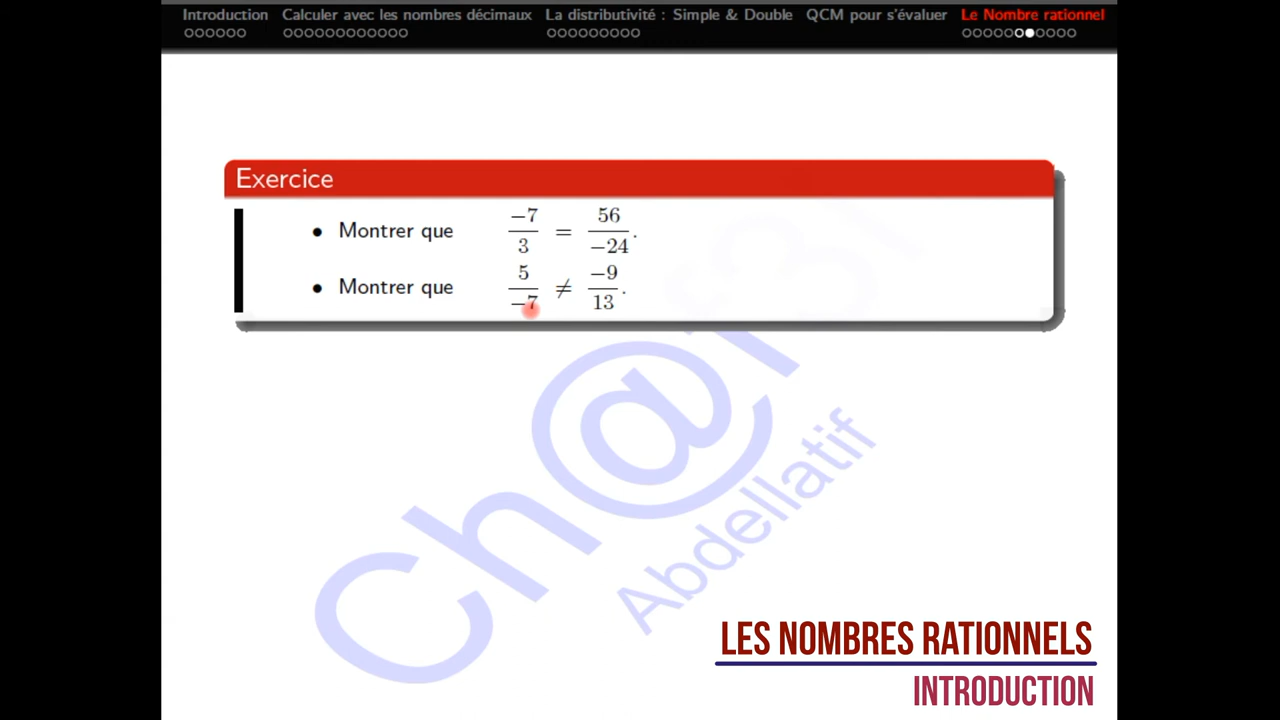 Introduction Calculer avec les nombres décimaux La distributivité : Simple & Double QCM pour s'évaluer Le Nombre rationnel
Exercice
• Montrer que −7/3 = 56/−24.
• Montrer que 5/−7 ≠ −9/13.
Ch@f3i
Abdellatif
LES NOMBRES RATIONNELS
INTRODUCTION